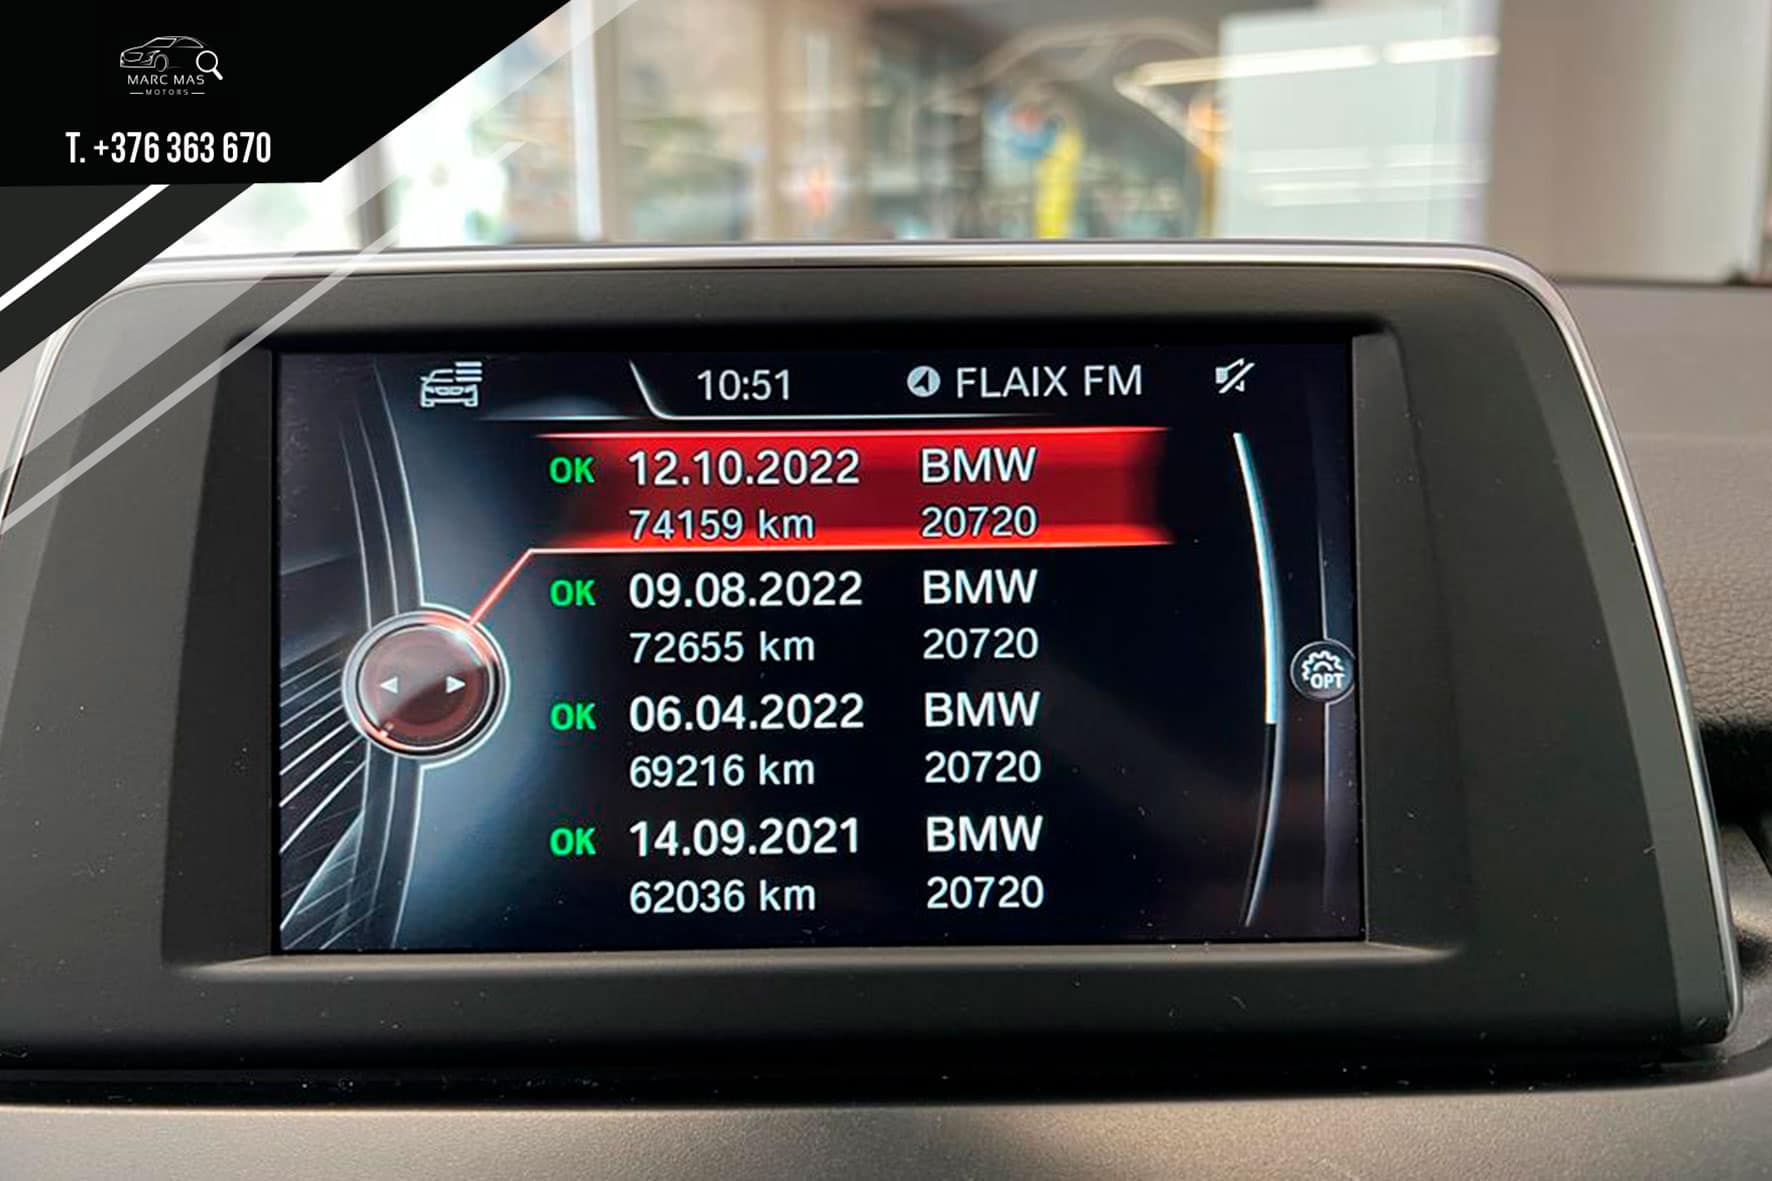 MARC MAS
MOTORS
T. +376 363 670
10:51 FLAIX FM
OK 12.10.2022 BMW
74159 km 20720
OK 09.08.2022 BMW
72655 km 20720
OK 06.04.2022 BMW
69216 km 20720
OPT
OK 14.09.2021 BMW
62036 km 20720